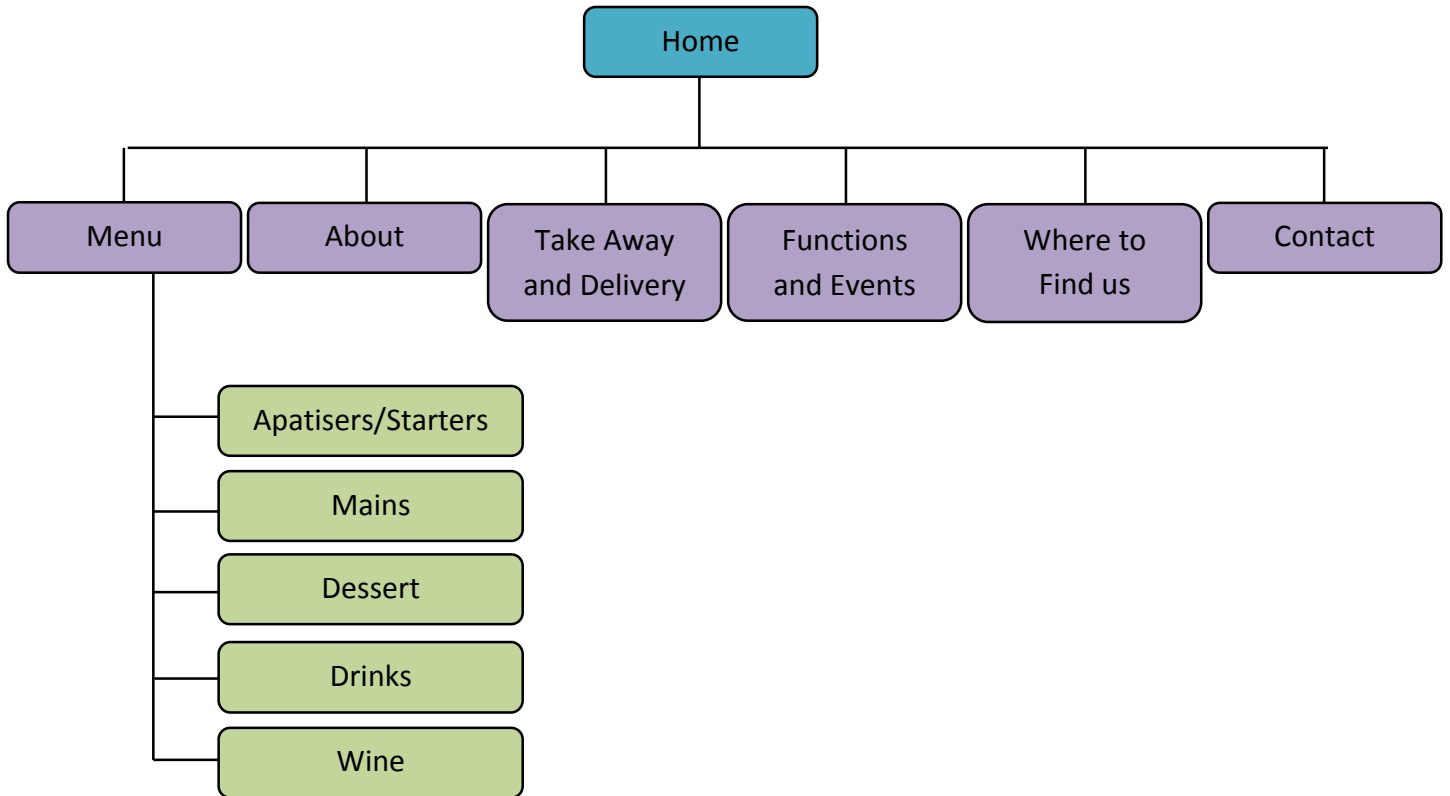 Home
Menu
About
Take Away
and Delivery
Functions
and Events
Where to
Find us
Contact
Apatisers/Starters
Mains
Dessert
Drinks
Wine